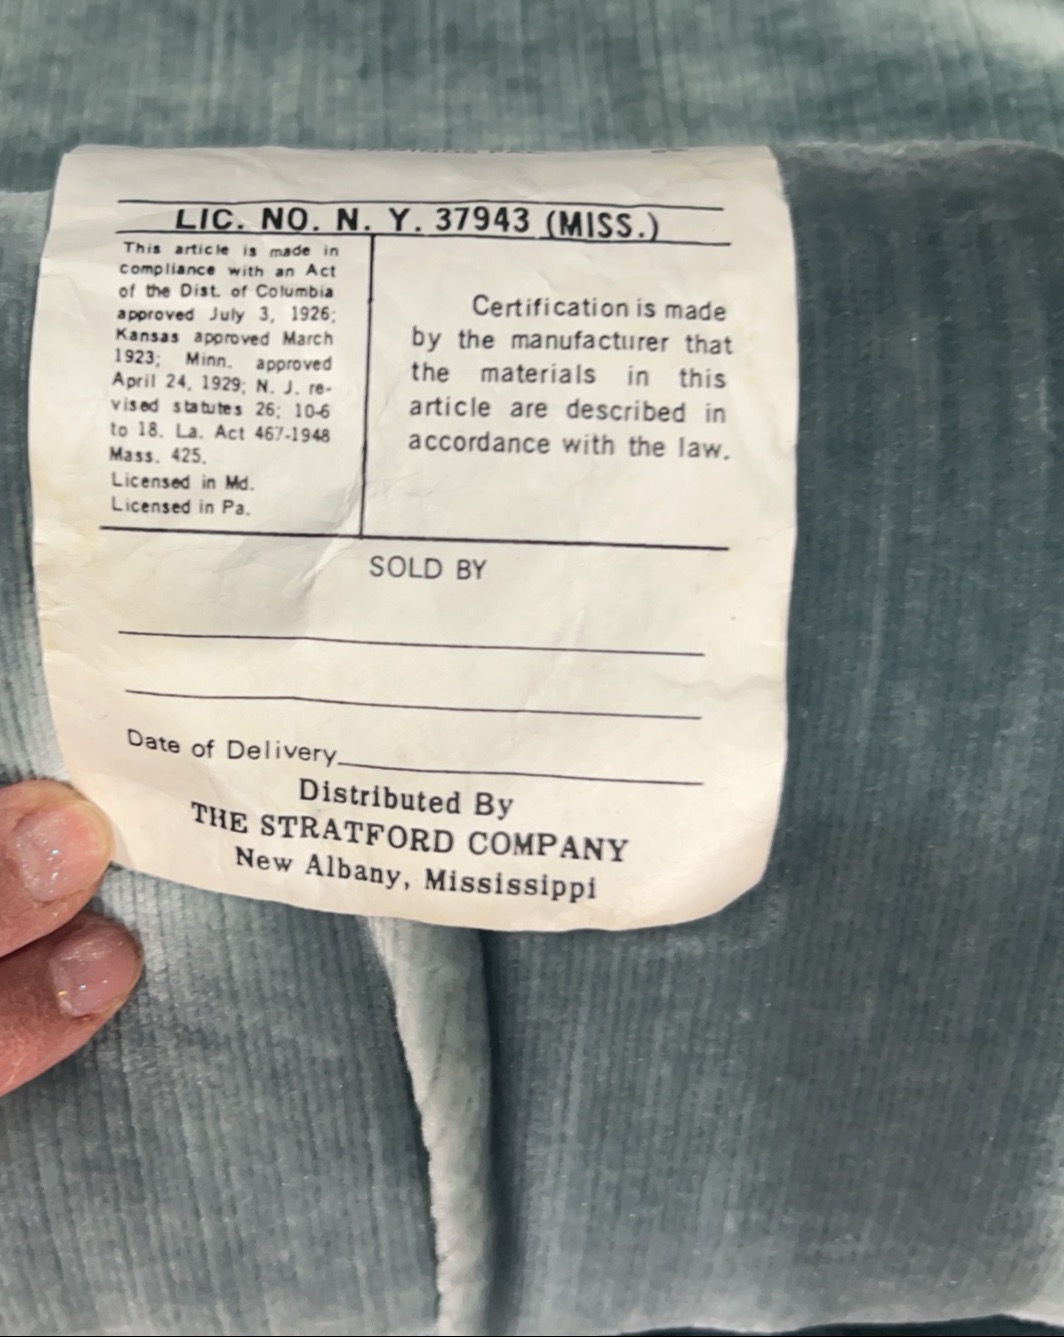 LIC. NO. N. Y. 37943 (MISS.)
This article is made in
compliance with an Act
of the Dist. of Columbia
approved July 3, 1926;
Kansas approved March
1923; Minn. approved
April 24, 1929; N. J. re-
vised statutes 26; 10-6
to 18. La. Act 467-1948
Mass. 425.
Licensed in Md.
Licensed in Pa.
Certification is made
by the manufacturer that
the materials in this
article are described in
accordance with the law.
SOLD BY
Date of Delivery
Distributed By
THE STRATFORD COMPANY
New Albany, Mississippi